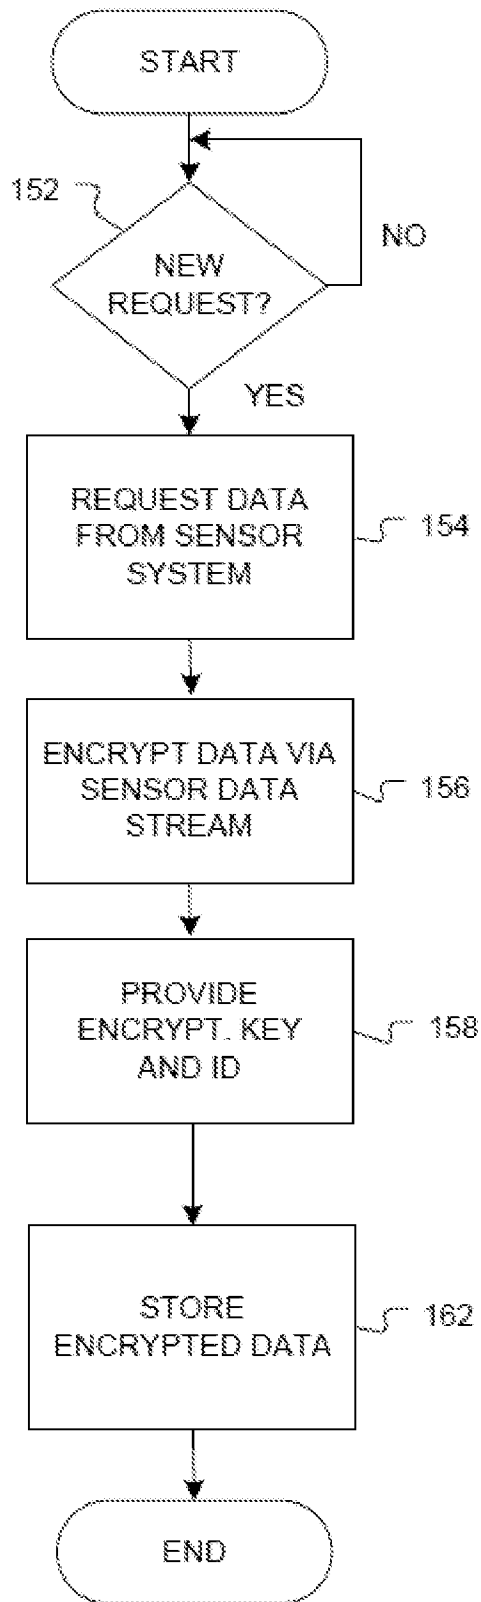 START
152
NEW
REQUEST?
NO
YES
REQUEST DATA
FROM SENSOR
SYSTEM
154
ENCRYPT DATA VIA
SENSOR DATA
STREAM
156
PROVIDE
ENCRYPT. KEY
AND ID
158
STORE
ENCRYPTED DATA
162
END